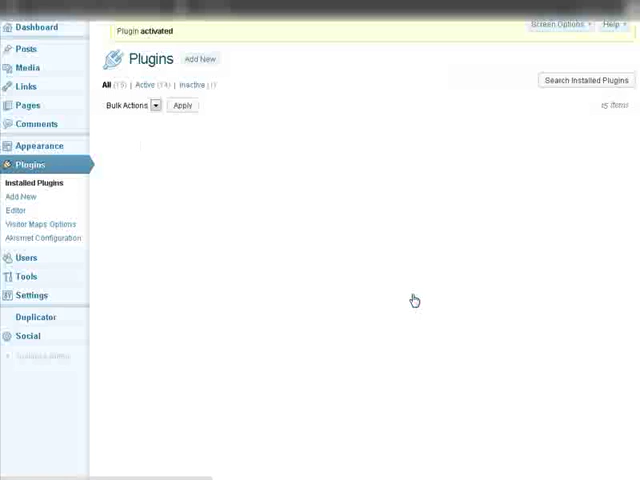 Dashboard
Plugin activated
Screen Options
Help
Posts
Plugins Add New
Media
Links
All (15) | Active (14) | Inactive
Search Installed Plugins
Pages
Bulk Actions Apply
15 items
Comments
Appearance
Plugins
Installed Plugins
Add New
Editor
Visitor Maps Options
Akismet Configuration
Users
Tools
Settings
Duplicator
Social